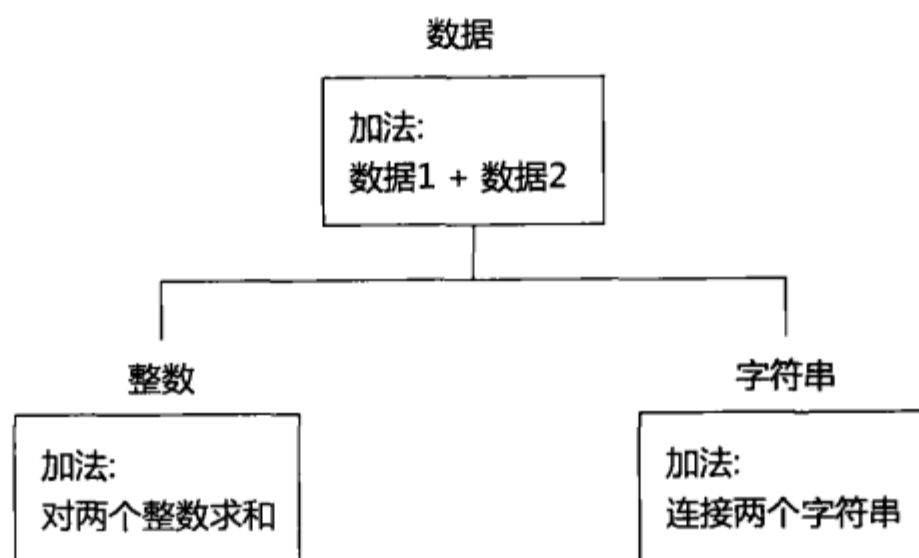 数据
加法:
数据1 + 数据2
整数
加法:
对两个整数求和
字符串
加法:
连接两个字符串